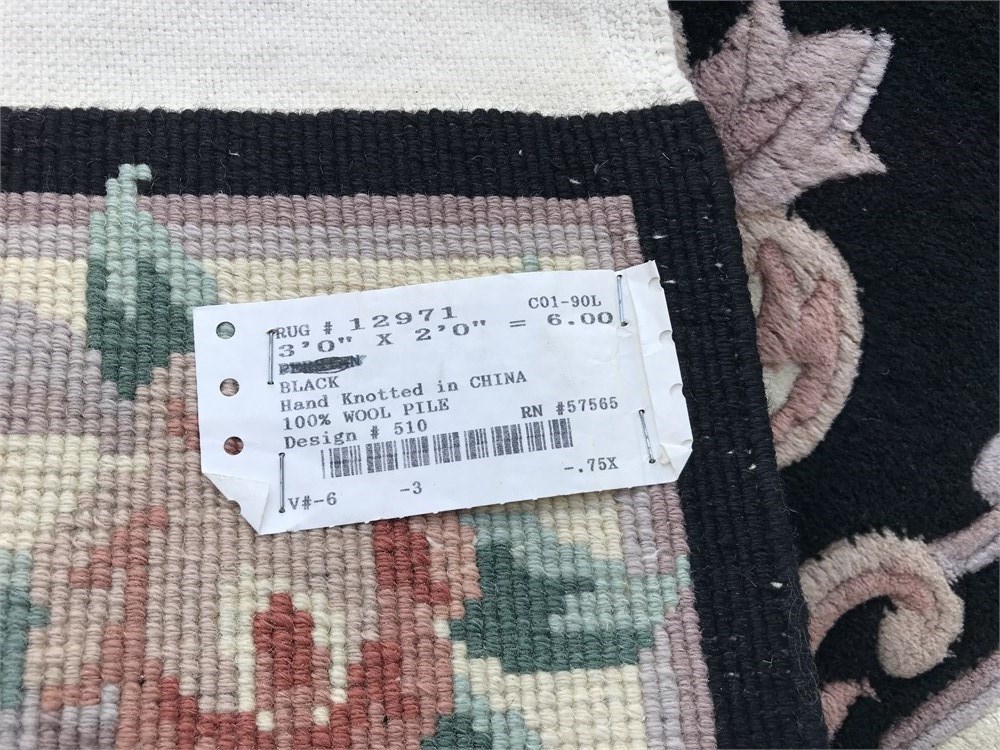 RUG # 12971 C01-90L
3'0" X 2'0" = 6.00
BLACK
Hand Knotted in CHINA
100% WOOL PILE RN #57565
Design # 510
V#-6 -3 -.75X